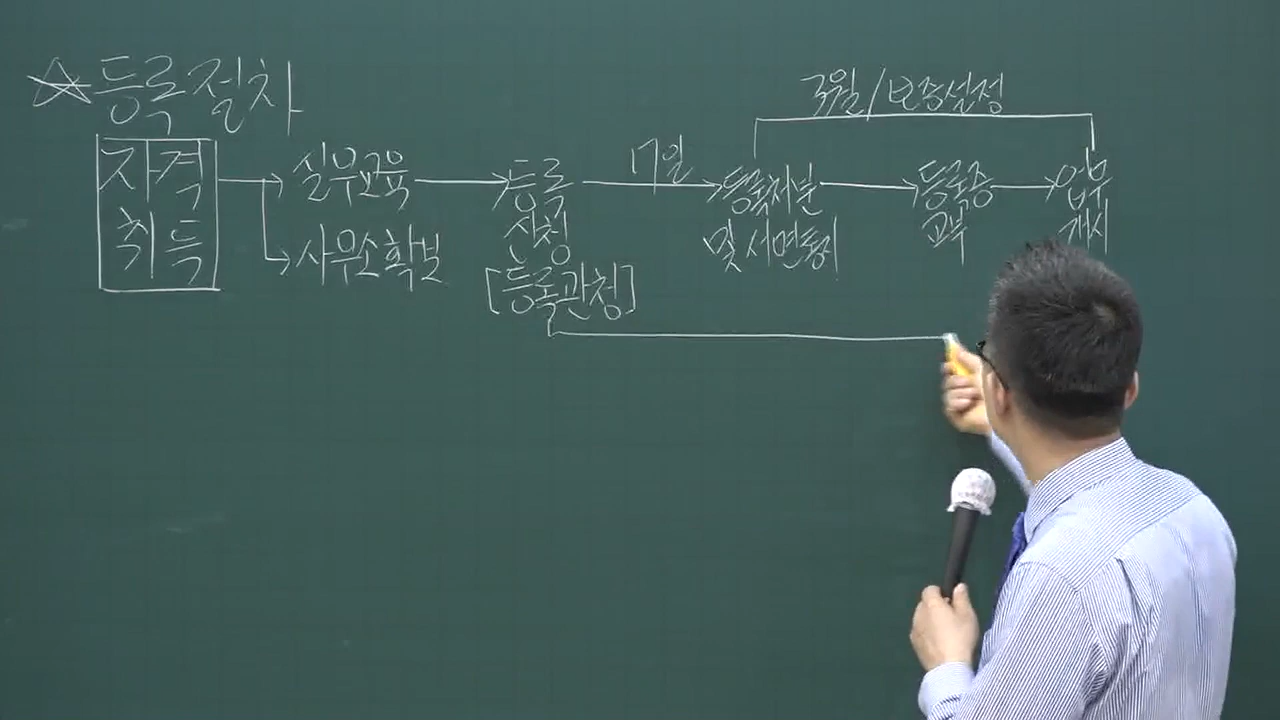 ☆등록절차
자격
취득
실무교육
사무소확보
등록
신청
[등록관청]
7일
등록처분
및 서면통지
등록증
교부
업무
개시
3월/보증설정